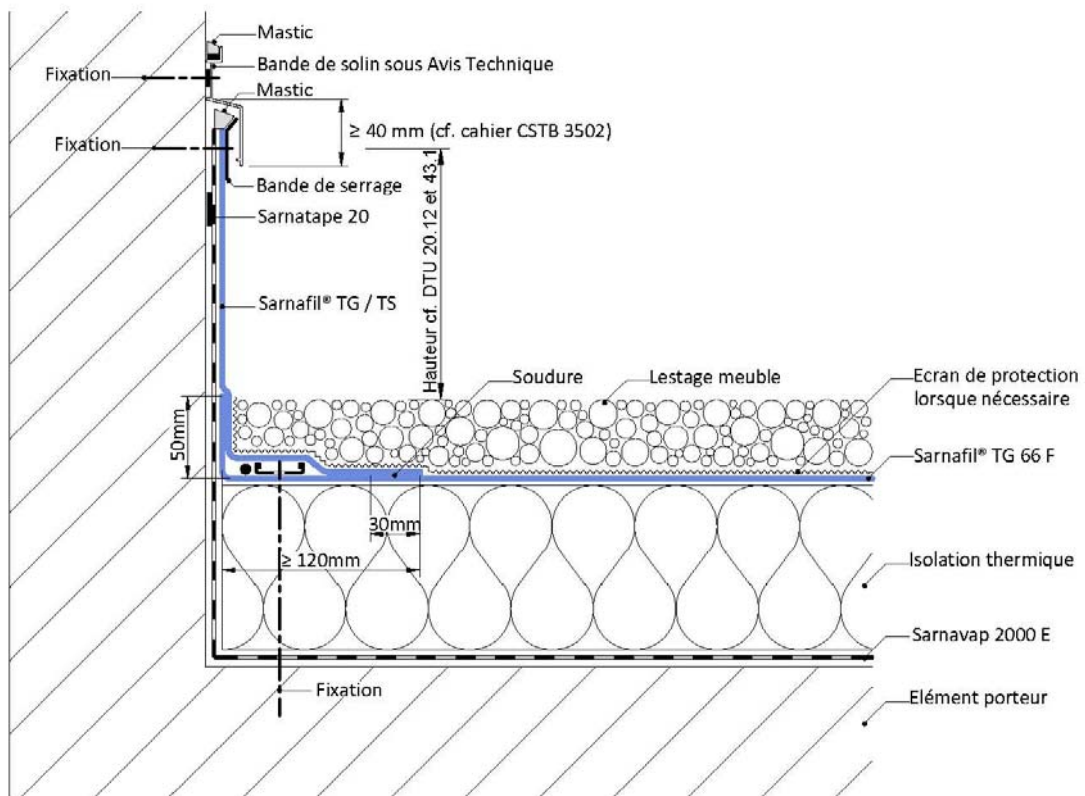 Mastic
Fixation
Bande de solin sous Avis Technique
Mastic
≥ 40 mm (cf. cahier CSTB 3502)
Fixation
Bande de serrage
Sarnatape 20
Hauteur cf. DTU 20.12 et 43.1
Sarnafil® TG / TS
Soudure
Lestage meuble
Ecran de protection
lorsque nécessaire
50mm
Sarnafil® TG 66 F
30mm
≥ 120mm
Isolation thermique
Sarnavap 2000 E
Fixation
Elément porteur